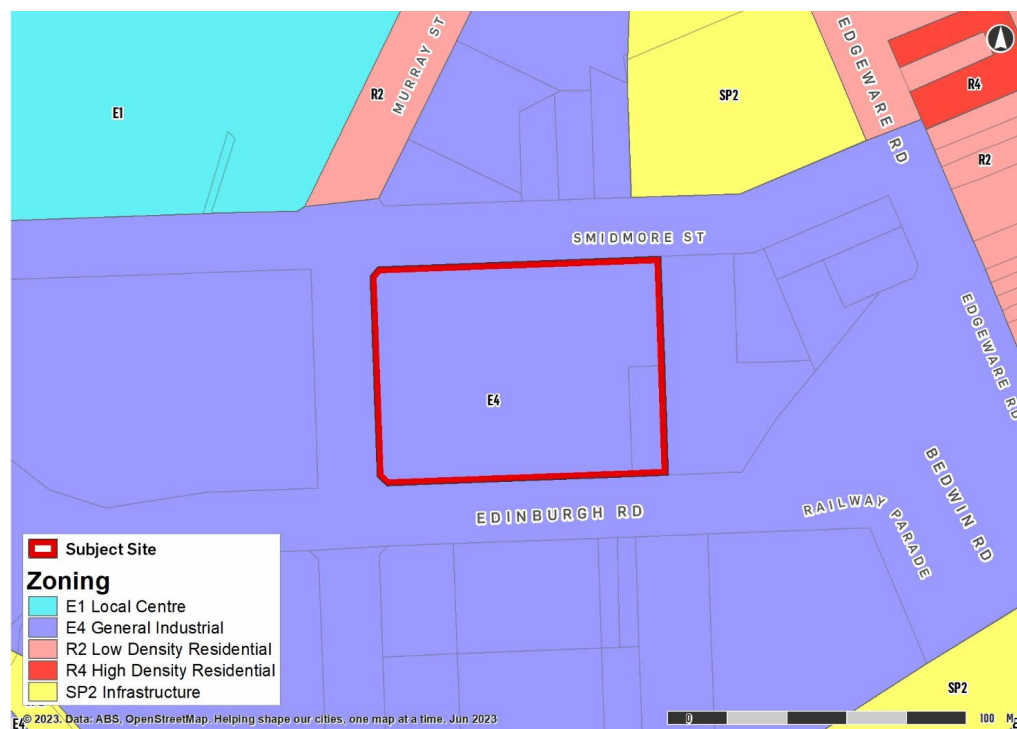 MURRAY ST
EDGEWARE RD
E1
R2
SP2
R4
R2
SMIDMORE ST
E4
EDGEWARE RD
EDINBURGH RD
RAILWAY PARADE
BEDWIN RD
Subject Site
Zoning
E1 Local Centre
E4 General Industrial
R2 Low Density Residential
R4 High Density Residential
SP2 Infrastructure
SP2
E4
© 2023. Data: ABS, OpenStreetMap. Helping shape our cities, one map at a time. Jun 2023
0 100 M